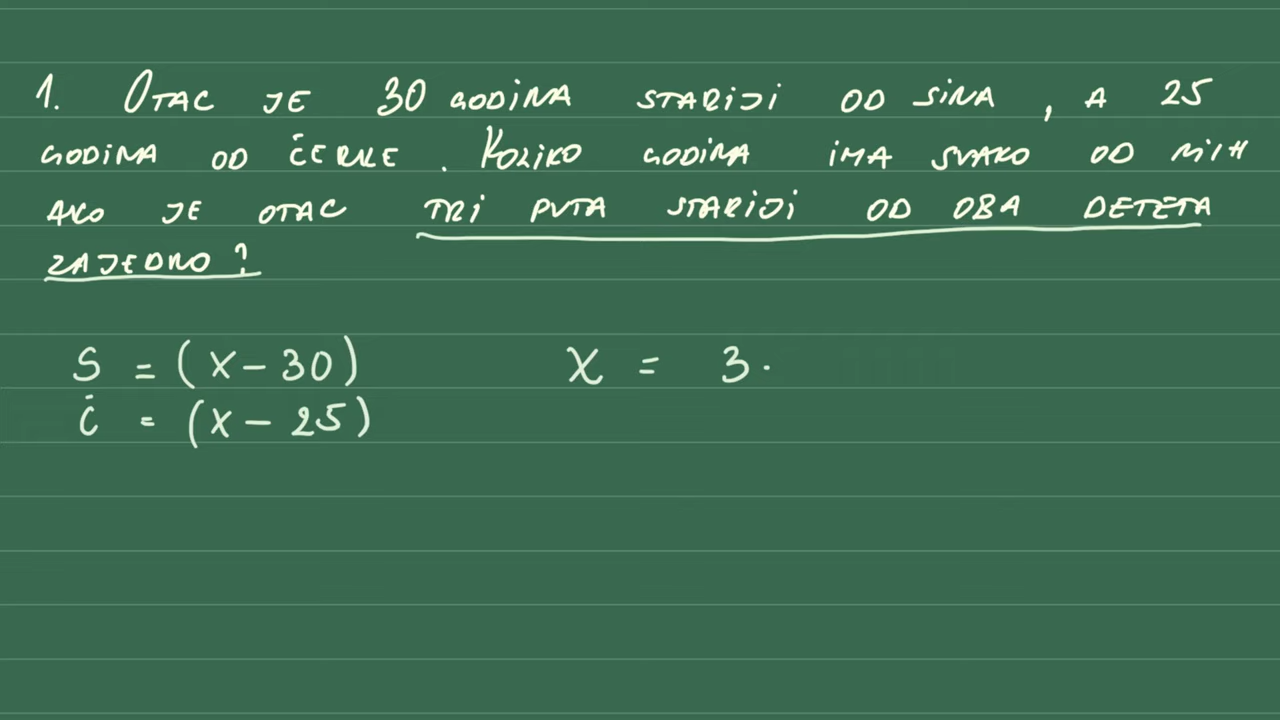 1. OTAC JE 30 GODINA STARIJI OD SINA, A 25
GODINA OD ĆERKE. KOLIKO GODINA IMA SVAKO OD NJIH
AKO JE OTAC TRI PUTA STARIJI OD OBA DETETA
ZAJEDNO?
S = (X - 30) X = 3 ·
Ć = (X - 25)